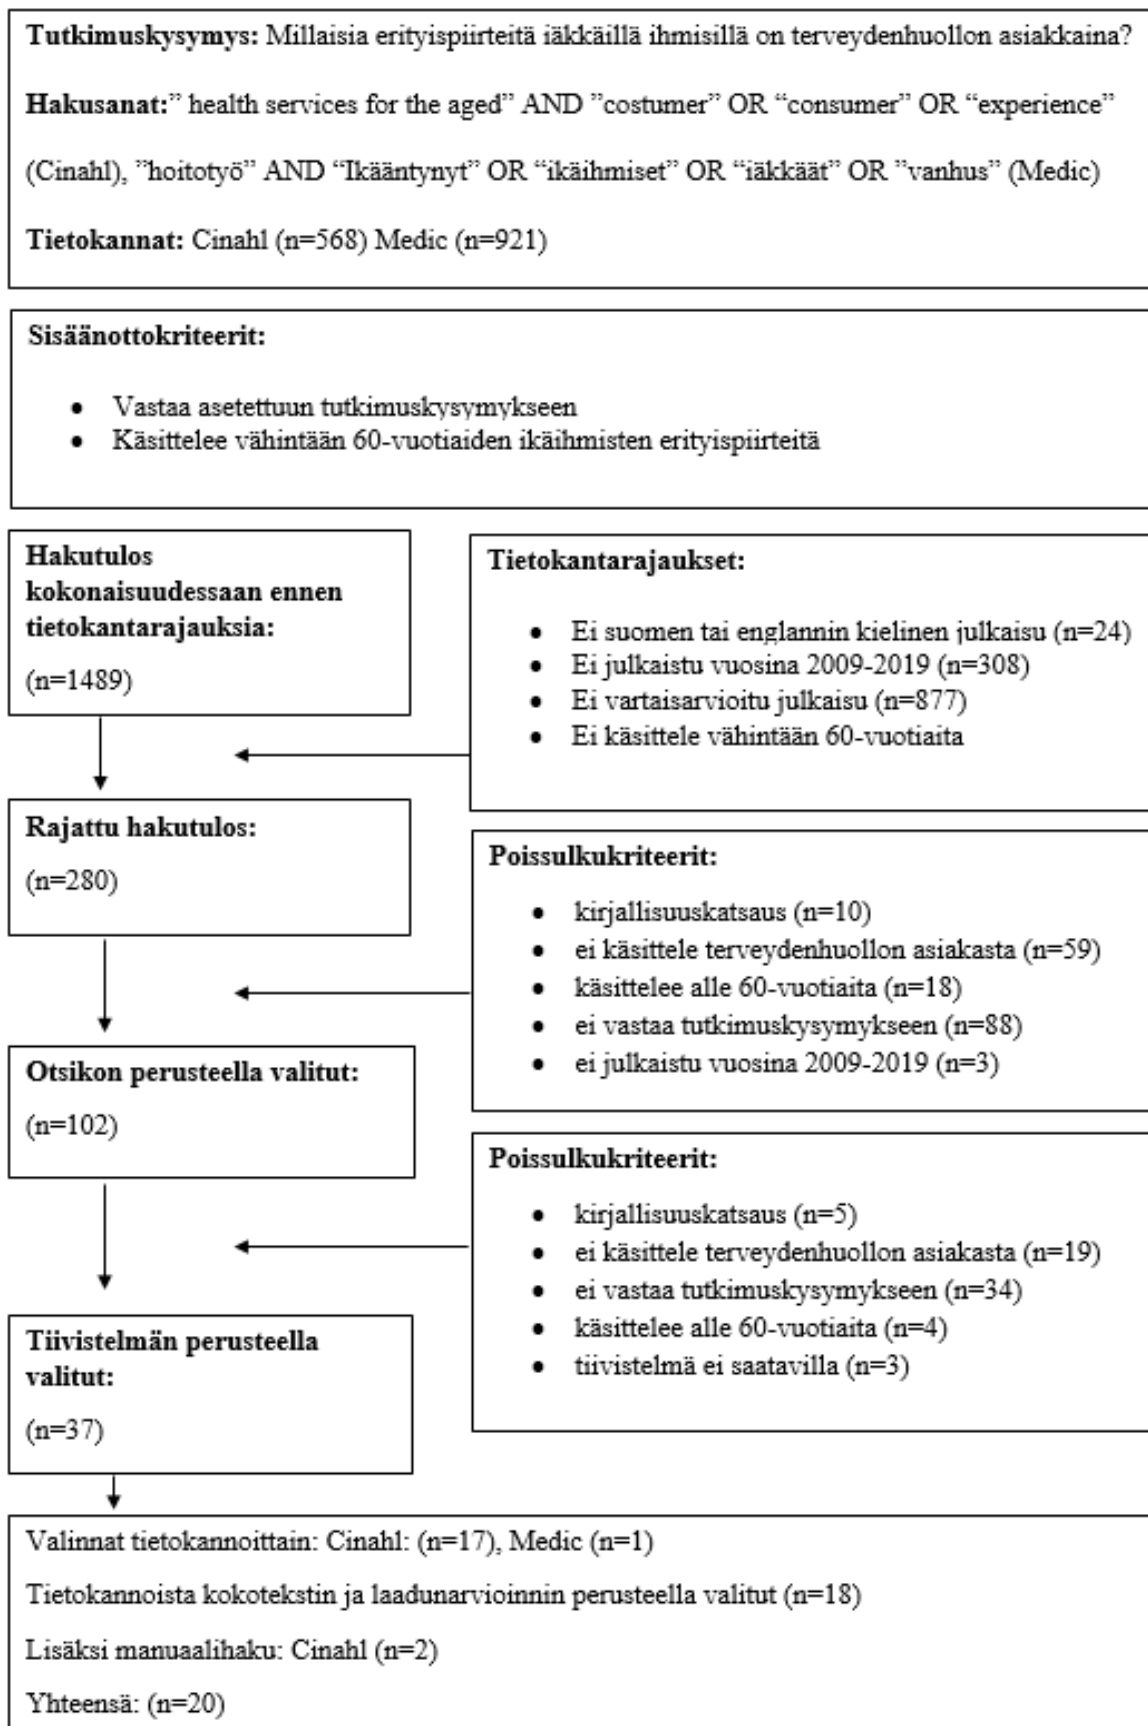 Tutkimuskysymys: Millaisia erityispiirteitä iäkkäillä ihmisillä on terveydenhuollon asiakkaina?
Hakusanat:” health services for the aged” AND ”costumer” OR “consumer” OR “experience”
(Cinahl), ”hoitotyö” AND “Ikääntynyt” OR “ikäihmiset” OR “iäkkäät” OR ”vanhus” (Medic)
Tietokannat: Cinahl (n=568) Medic (n=921)
Sisäänottokriteerit:
• Vastaa asetettuun tutkimuskysymykseen
• Käsittelee vähintään 60-vuotiaiden ikäihmisten erityispiirteitä
Hakutulos
kokonaisuudessaan ennen
tietokantarajauksia:
(n=1489)
Tietokantarajaukset:
• Ei suomen tai englannin kielinen julkaisu (n=24)
• Ei julkaistu vuosina 2009-2019 (n=308)
• Ei vartaisarvioitu julkaisu (n=877)
• Ei käsittele vähintään 60-vuotiaita
Rajattu hakutulos:
(n=280)
Poissulkukriteerit:
• kirjallisuuskatsaus (n=10)
• ei käsittele terveydenhuollon asiakasta (n=59)
• käsittelee alle 60-vuotiaita (n=18)
• ei vastaa tutkimuskysymykseen (n=88)
• ei julkaistu vuosina 2009-2019 (n=3)
Otsikon perusteella valitut:
(n=102)
Poissulkukriteerit:
• kirjallisuuskatsaus (n=5)
• ei käsittele terveydenhuollon asiakasta (n=19)
• ei vastaa tutkimuskysymykseen (n=34)
• käsittelee alle 60-vuotiaita (n=4)
• tiivistelmä ei saatavilla (n=3)
Tiivistelmän perusteella
valitut:
(n=37)
Valinnat tietokannoittain: Cinahl: (n=17), Medic (n=1)
Tietokannoista kokotekstin ja laadunarvioinnin perusteella valitut (n=18)
Lisäksi manuaalihaku: Cinahl (n=2)
Yhteensä: (n=20)